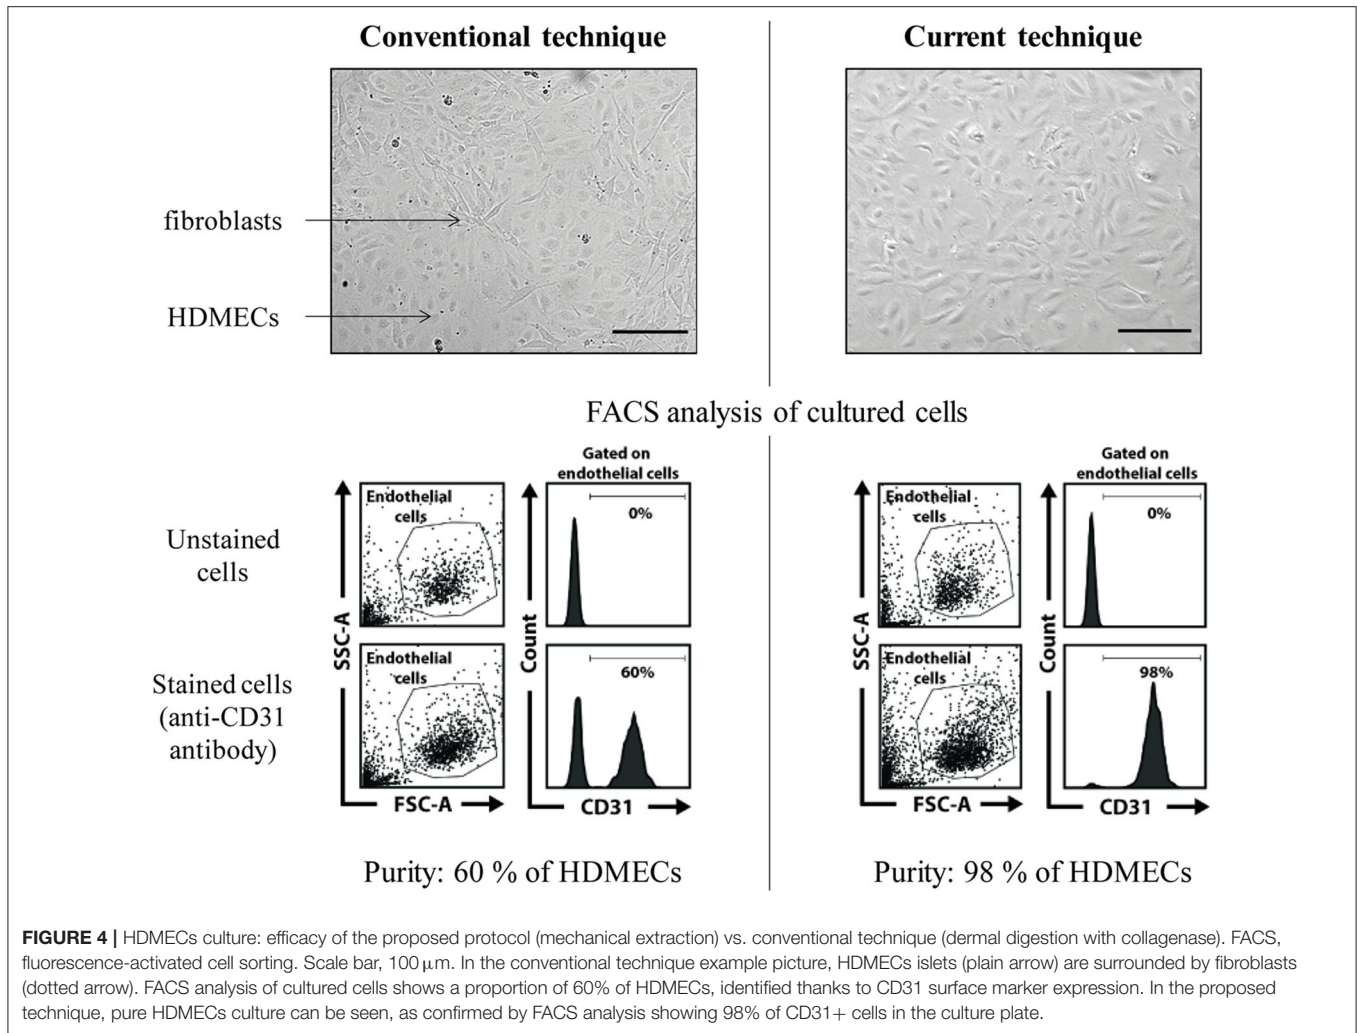 Conventional technique
Current technique
fibroblasts
HDMECs
FACS analysis of cultured cells
Gated on
endothelial cells
Gated on
endothelial cells
Unstained
cells
Endothelial
cells
0%
Endothelial
cells
0%
SSC-A
Count
SSC-A
Count
Stained cells
(anti-CD31
antibody)
Endothelial
cells
60%
Endothelial
cells
98%
FSC-A
CD31
FSC-A
CD31
Purity: 60 % of HDMECs
Purity: 98 % of HDMECs
FIGURE 4 | HDMECs culture: efficacy of the proposed protocol (mechanical extraction) vs. conventional technique (dermal digestion with collagenase). FACS,
fluorescence-activated cell sorting. Scale bar, 100 μm. In the conventional technique example picture, HDMECs islets (plain arrow) are surrounded by fibroblasts
(dotted arrow). FACS analysis of cultured cells shows a proportion of 60% of HDMECs, identified thanks to CD31 surface marker expression. In the proposed
technique, pure HDMECs culture can be seen, as confirmed by FACS analysis showing 98% of CD31+ cells in the culture plate.